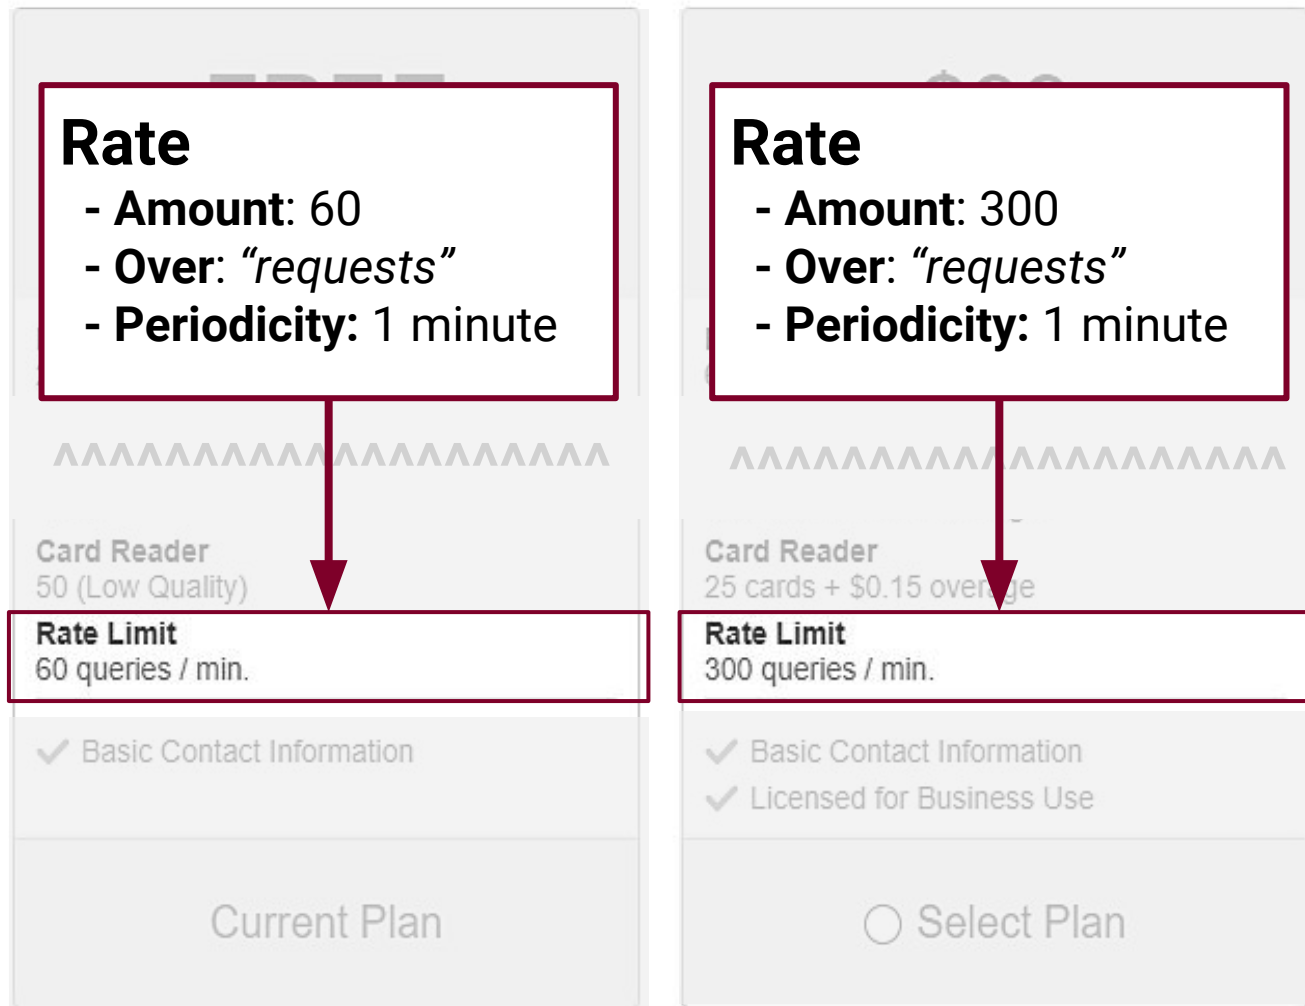 Rate
- Amount: 60
- Over: “requests”
- Periodicity: 1 minute
Card Reader
50 (Low Quality)
Rate Limit
60 queries / min.
Basic Contact Information
Current Plan
Rate
- Amount: 300
- Over: “requests”
- Periodicity: 1 minute
Card Reader
25 cards + $0.15 overage
Rate Limit
300 queries / min.
Basic Contact Information
Licensed for Business Use
Select Plan